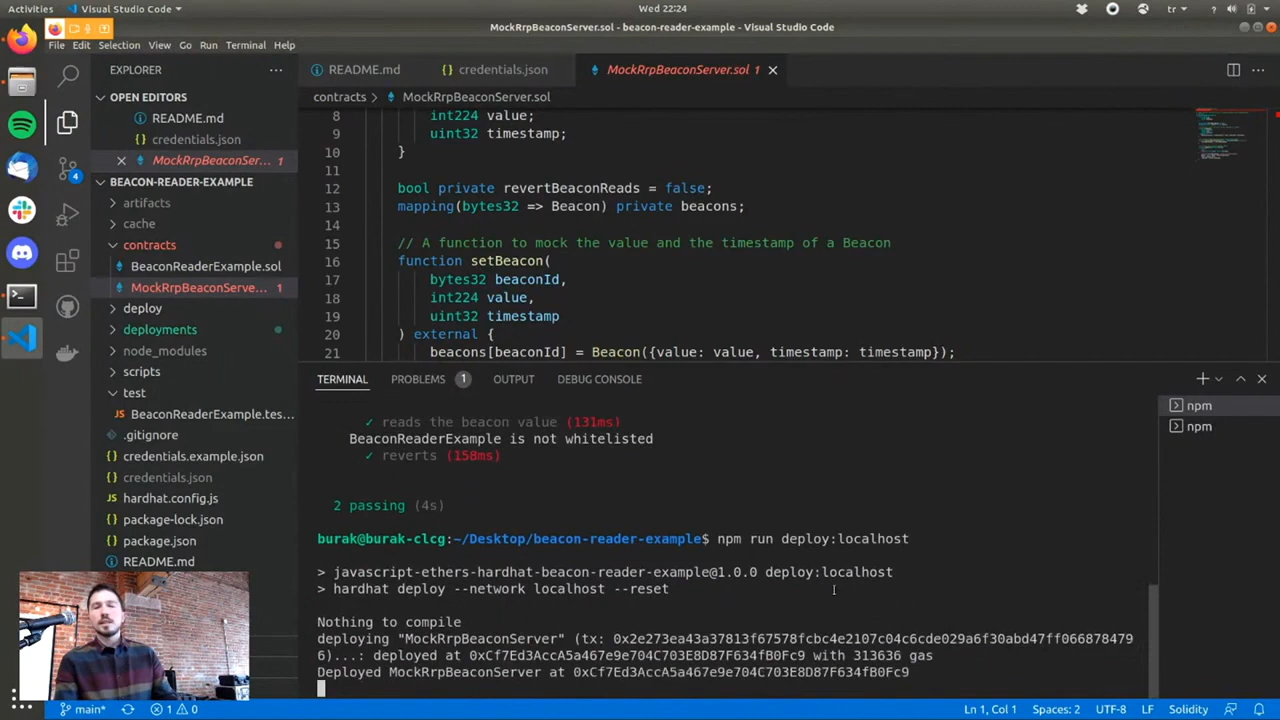 Activities
Visual Studio Code
Wed 22:24
tr
MockRrpBeaconServer.sol - beacon-reader-example - Visual Studio Code
File Edit Selection View Go Run Terminal Help
EXPLORER
README.md
credentials.json
MockRrpBeaconServer.sol 1
OPEN EDITORS
README.md
credentials.json
MockRrpBeaconSer... 1
BEACON-READER-EXAMPLE
artifacts
cache
contracts
BeaconReaderExample.sol
MockRrpBeaconServe... 1
deploy
deployments
node_modules
scripts
test
BeaconReaderExample.tes...
.gitignore
credentials.example.json
credentials.json
hardhat.config.js
package-lock.json
package.json
README.md
4
contracts > MockRrpBeaconServer.sol
8 int224 value;
9 uint32 timestamp;
10 }
11
12 bool private revertBeaconReads = false;
13 mapping(bytes32 => Beacon) private beacons;
14
15 // A function to mock the value and the timestamp of a Beacon
16 function setBeacon(
17 bytes32 beaconId,
18 int224 value,
19 uint32 timestamp
20 ) external {
21 beacons[beaconId] = Beacon({value: value, timestamp: timestamp});
TERMINAL PROBLEMS 1 OUTPUT DEBUG CONSOLE
npm
npm
✓ reads the beacon value (131ms)
BeaconReaderExample is not whitelisted
✓ reverts (158ms)
2 passing (4s)
burak@burak-clcg:~/Desktop/beacon-reader-example$ npm run deploy:localhost
> javascript-ethers-hardhat-beacon-reader-example@1.0.0 deploy:localhost
> hardhat deploy --network localhost --reset
Nothing to compile
deploying "MockRrpBeaconServer" (tx: 0x2e273ea43a37813f67578fcbc4e2107c04c6cde029a6f30abd47ff066878479
6)...: deployed at 0xCf7Ed3AccA5a467e9e704C703E8D87F634fB0Fc9 with 313636 gas
Deployed MockRrpBeaconServer at 0xCf7Ed3AccA5a467e9e704C703E8D87F634fB0Fc9
main* 1 0 Ln 1, Col 1 Spaces: 2 UTF-8 LF Solidity